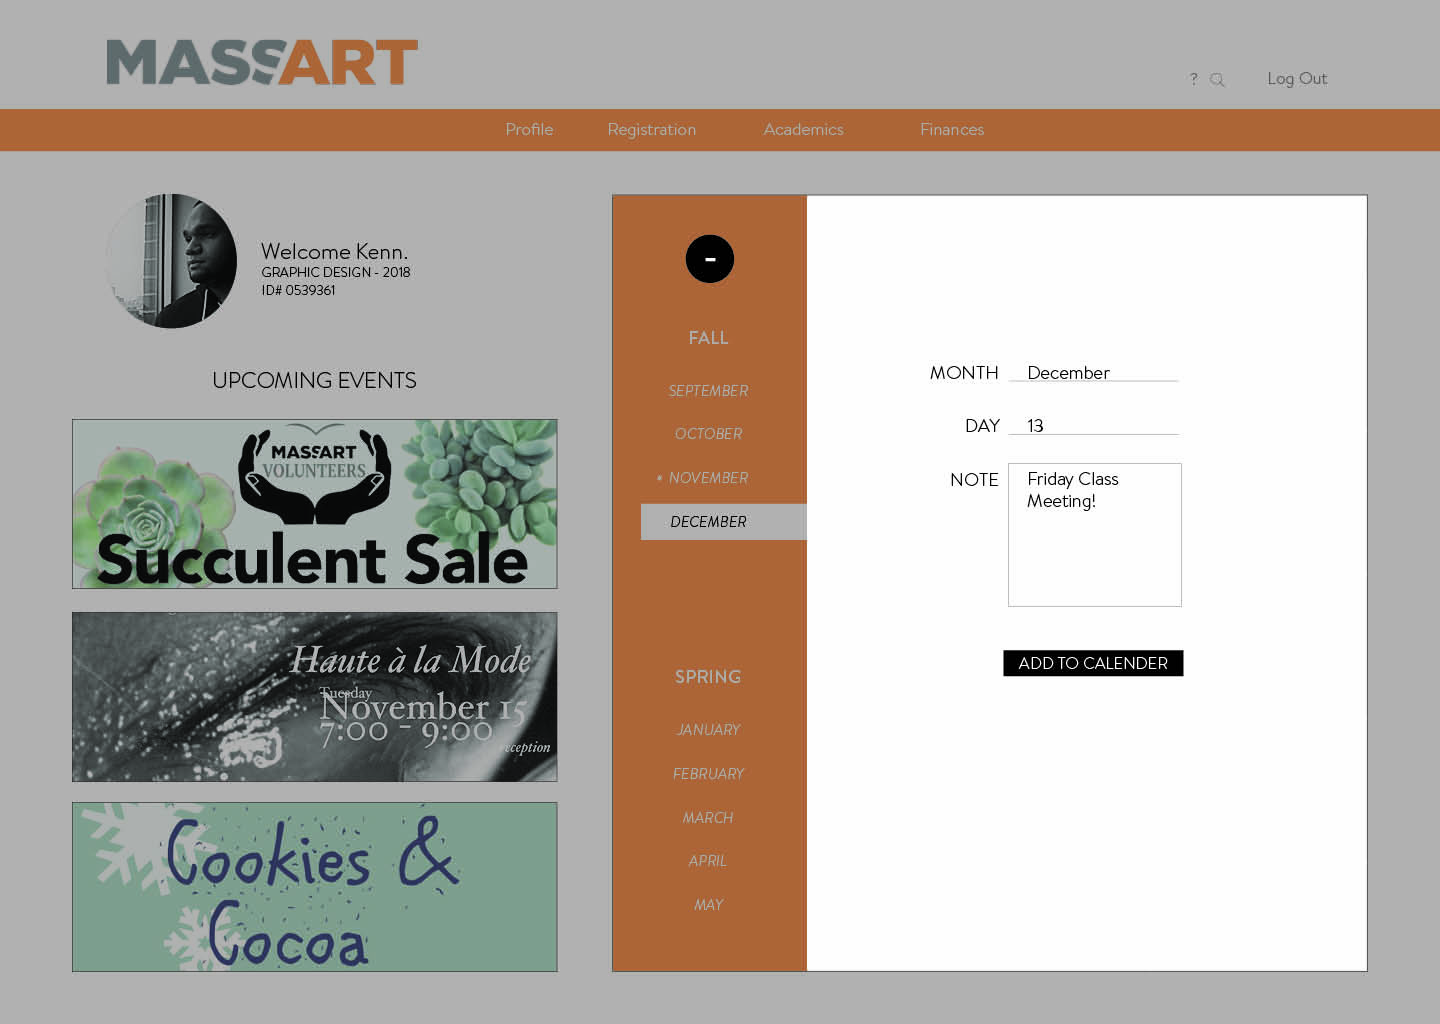 MASSART
? Log Out
Profile Registration Academics Finances
Welcome Kenn.
GRAPHIC DESIGN - 2018
ID# 0539361
UPCOMING EVENTS
MASSART
VOLUNTEERS
Succulent Sale
Haute à la Mode
Tuesday
November 15
7:00 - 9:00
reception
Cookies &
Cocoa
-
FALL
SEPTEMBER
OCTOBER
* NOVEMBER
DECEMBER
SPRING
JANUARY
FEBRUARY
MARCH
APRIL
MAY
MONTH December
DAY 13
NOTE Friday Class
Meeting!
ADD TO CALENDER